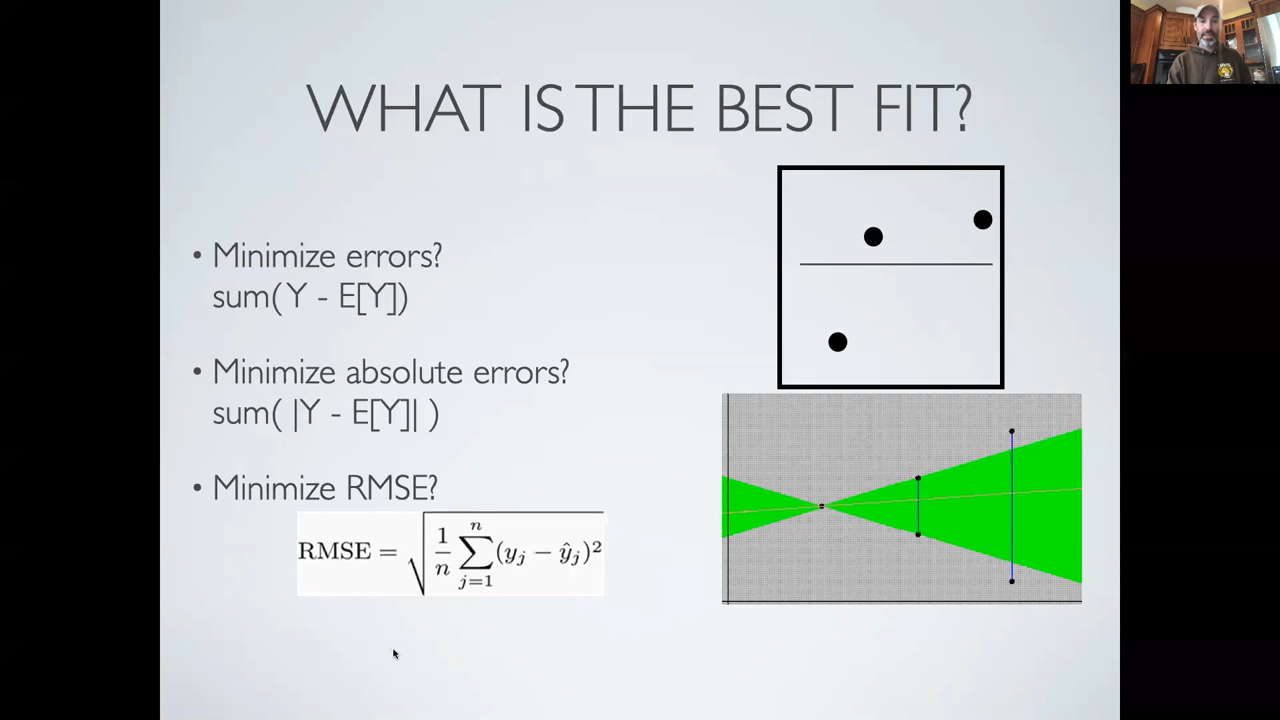 WHAT IS THE BEST FIT?
• Minimize errors?
sum( Y - E[Y])
• Minimize absolute errors?
sum( |Y - E[Y]| )
• Minimize RMSE?
RMSE = √(1/n ∑_{j=1}^{n} (y_j − ŷ_j)²)